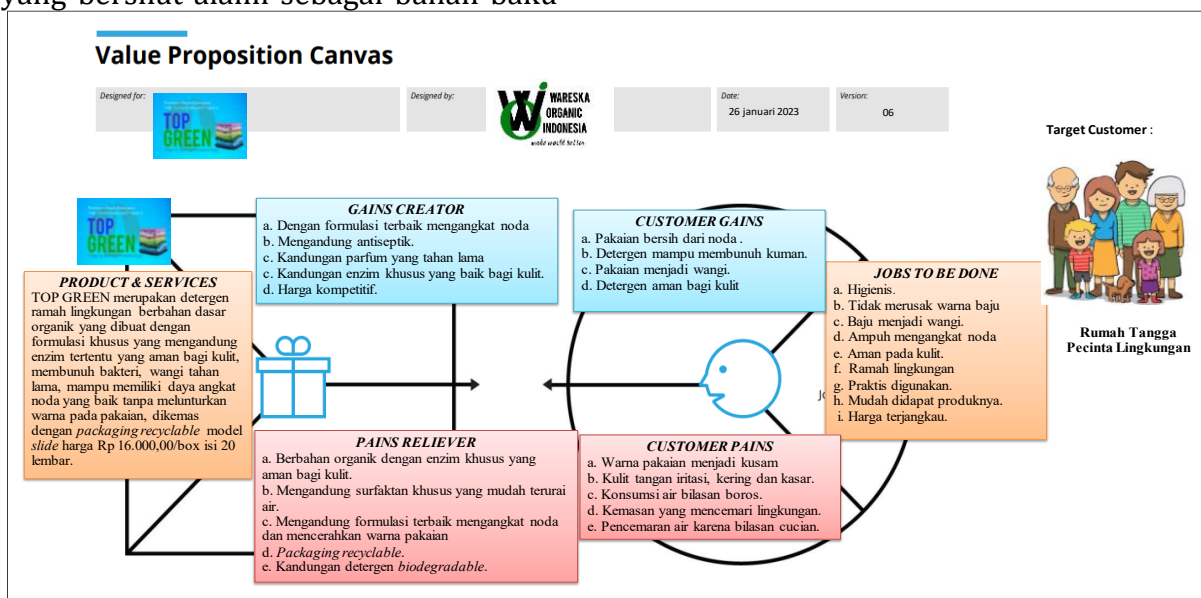 yang bersifat alami sebagai bahan baku
Value Proposition Canvas
Designed for:
TOP
GREEN
Designed by:
WARESKA
ORGANIC
INDONESIA
make world better
Date:
26 januari 2023
Version:
06
Target Customer :
Rumah Tangga
Pecinta Lingkungan
TOP
GREEN
PRODUCT & SERVICES
TOP GREEN merupakan detergen
ramah lingkungan berbahan dasar
organik yang dibuat dengan
formulasi khusus yang mengandung
enzim tertentu yang aman bagi kulit,
membunuh bakteri, wangi tahan
lama, mampu memiliki daya angkat
noda yang baik tanpa melunturkan
warna pada pakaian, dikemas
dengan packaging recyclable model
slide harga Rp 16.000,00/box isi 20
lembar.
GAINS CREATOR
a. Dengan formulasi terbaik mengangkat noda
b. Mengandung antiseptik.
c. Kandungan parfum yang tahan lama
c. Kandungan enzim khusus yang baik bagi kulit.
d. Harga kompetitif.
PAINS RELIEVER
a. Berbahan organik dengan enzim khusus yang
aman bagi kulit.
b. Mengandung surfaktan khusus yang mudah terurai
air.
c. Mengandung formulasi terbaik mengangkat noda
dan mencerahkan warna pakaian
d. Packaging recyclable.
e. Kandungan detergen biodegradable.
CUSTOMER GAINS
a. Pakaian bersih dari noda .
b. Detergen mampu membunuh kuman.
c. Pakaian menjadi wangi.
d. Detergen aman bagi kulit
JOBS TO BE DONE
a. Higienis.
b. Tidak merusak warna baju
c. Baju menjadi wangi.
d. Ampuh mengangkat noda
e. Aman pada kulit.
f. Ramah lingkungan
g. Praktis digunakan.
h. Mudah didapat produknya.
i. Harga terjangkau.
CUSTOMER PAINS
a. Warna pakaian menjadi kusam
b. Kulit tangan iritasi, kering dan kasar.
c. Konsumsi air bilasan boros.
d. Kemasan yang mencemari lingkungan.
e. Pencemaran air karena bilasan cucian.